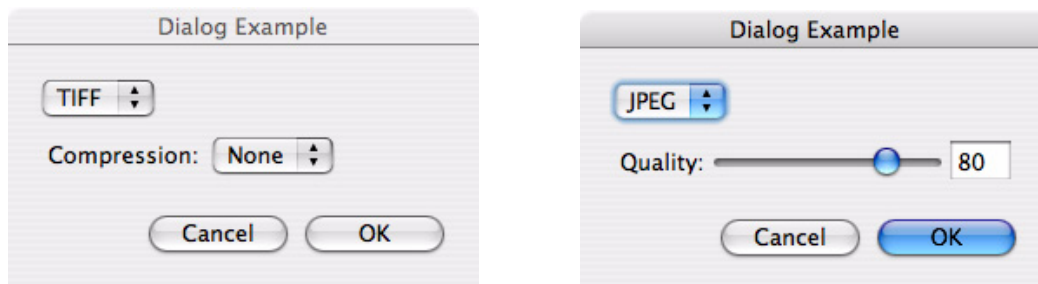 Dialog Example
TIFF
Compression: None
Cancel OK
Dialog Example
JPEG
Quality: 80
Cancel OK